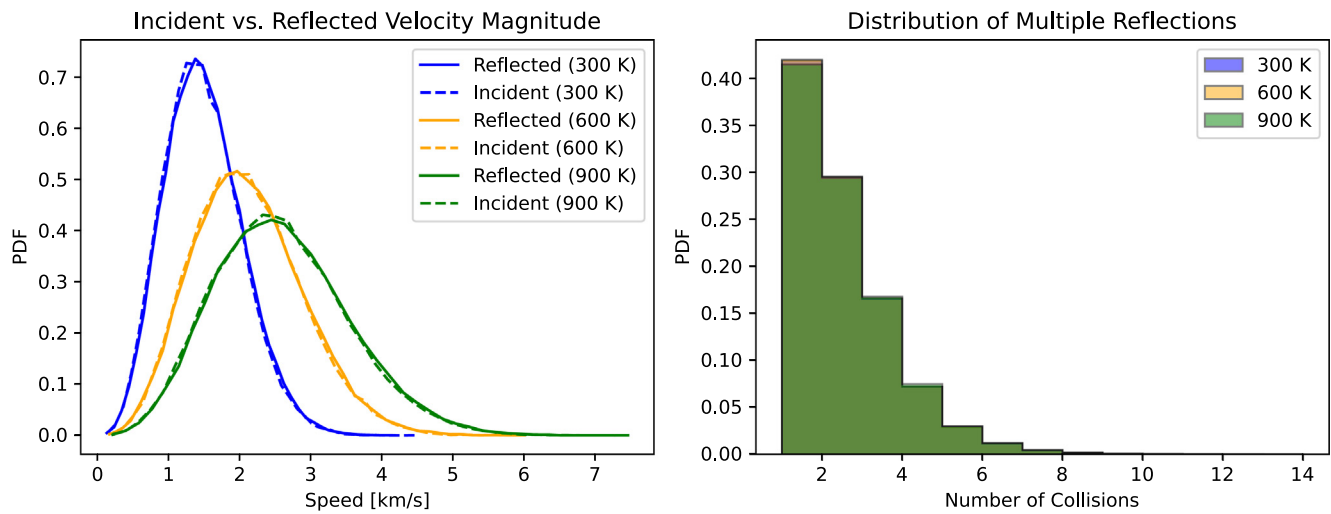 Incident vs. Reflected Velocity Magnitude
PDF
0.7
0.6
0.5
0.4
0.3
0.2
0.1
0.0
Reflected (300 K)
Incident (300 K)
Reflected (600 K)
Incident (600 K)
Reflected (900 K)
Incident (900 K)
0 1 2 3 4 5 6 7
Speed [km/s]
Distribution of Multiple Reflections
PDF
0.40
0.35
0.30
0.25
0.20
0.15
0.10
0.05
0.00
300 K
600 K
900 K
2 4 6 8 10 12 14
Number of Collisions